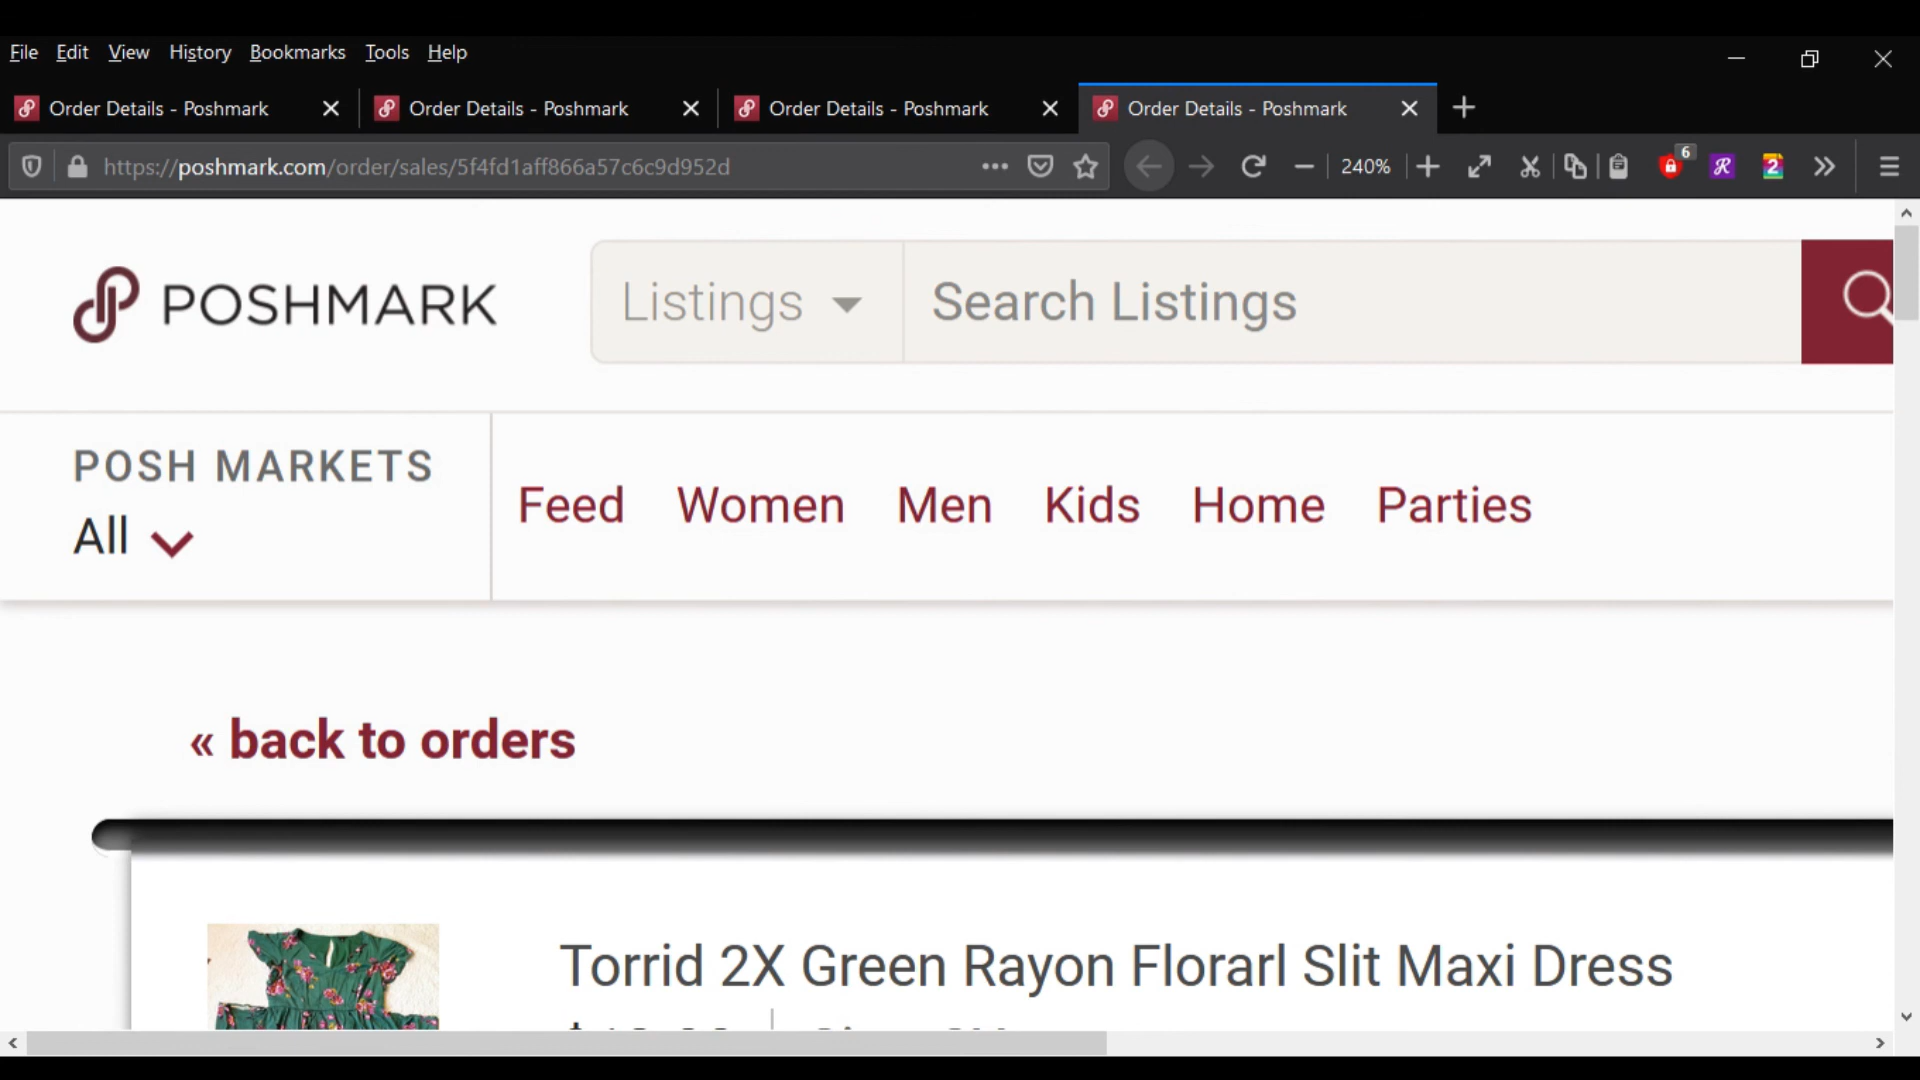 File Edit View History Bookmarks Tools Help
Order Details - Poshmark Order Details - Poshmark Order Details - Poshmark Order Details - Poshmark
https://poshmark.com/order/sales/5f4fd1aff866a57c6c9d952d 240% 6 2
POSHMARK Listings Search Listings
POSH MARKETS
All
Feed Women Men Kids Home Parties
« back to orders
Torrid 2X Green Rayon Florarl Slit Maxi Dress